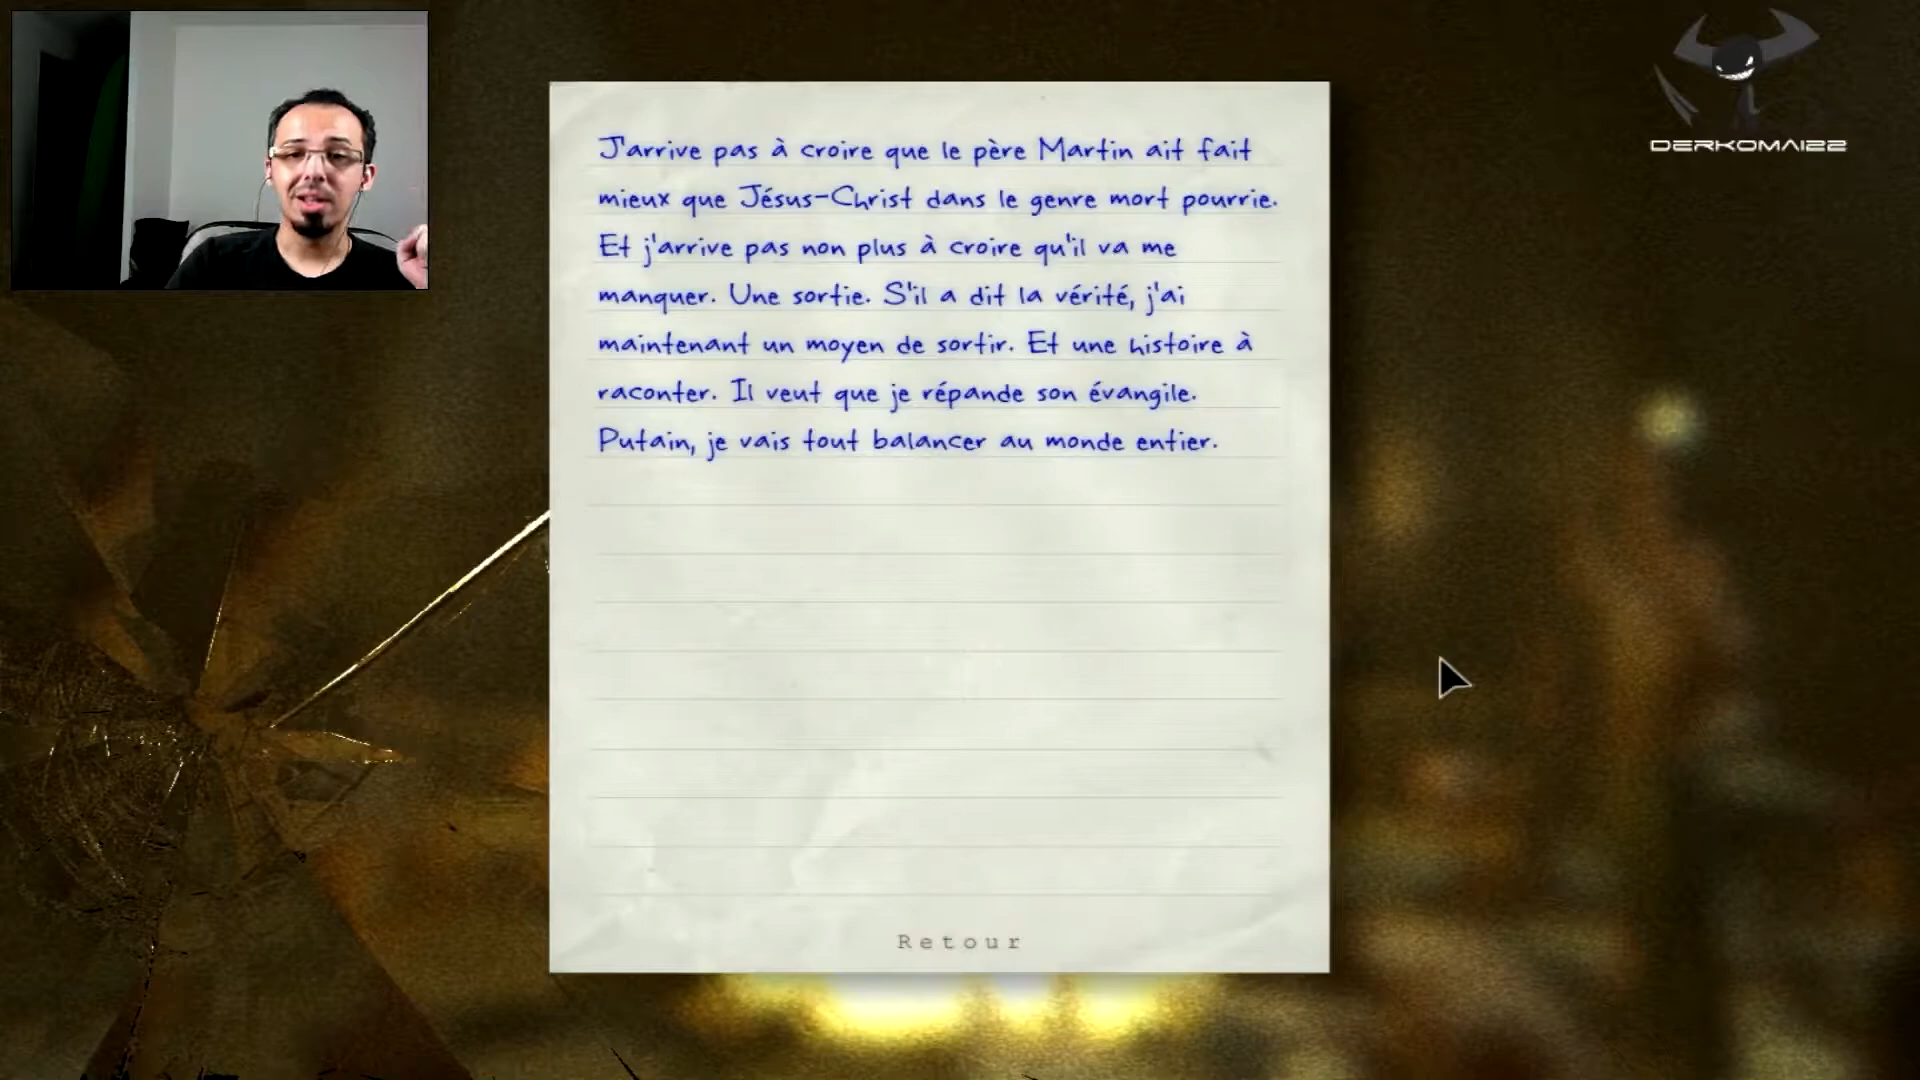 DERKOMAI22
J'arrive pas à croire que le père Martin ait fait
mieux que Jésus-Christ dans le genre mort pourrie.
Et j'arrive pas non plus à croire qu'il va me
manquer. Une sortie. S'il a dit la vérité, j'ai
maintenant un moyen de sortir. Et une histoire à
raconter. Il veut que je répande son évangile.
Putain, je vais tout balancer au monde entier.
Retour